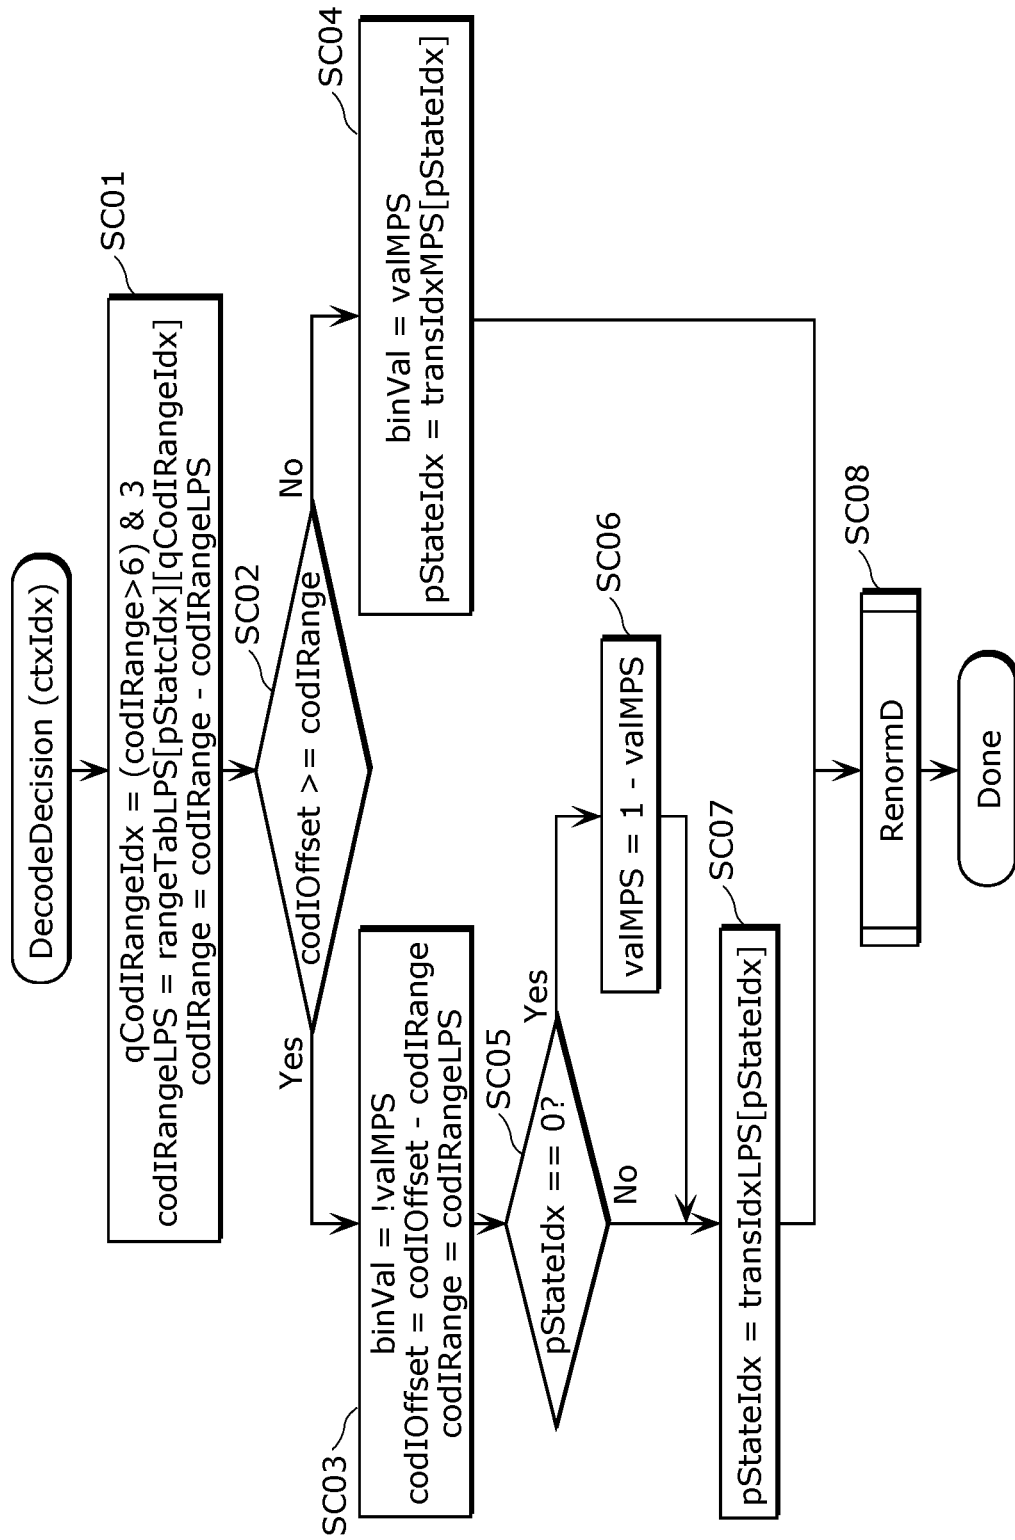 DecodeDecision (ctxIdx)
SC01
qCodIRangeIdx = (codIRange>6) & 3
codIRangeLPS = rangeTabLPS[pStatcIdx][qCodIRangeIdx]
codIRange = codIRange - codIRangeLPS
SC02
codIOffset >= codIRange
Yes
No
SC03
binVal = !valMPS
codIOffset = codIOffset - codIRange
codIRange = codIRangeLPS
SC04
binVal = valMPS
pStateIdx = transIdxMPS[pStateIdx]
SC05
pStateIdx == 0?
Yes
No
SC06
valMPS = 1 - valMPS
SC07
pStateIdx = transIdxLPS[pStateIdx]
SC08
RenormD
Done